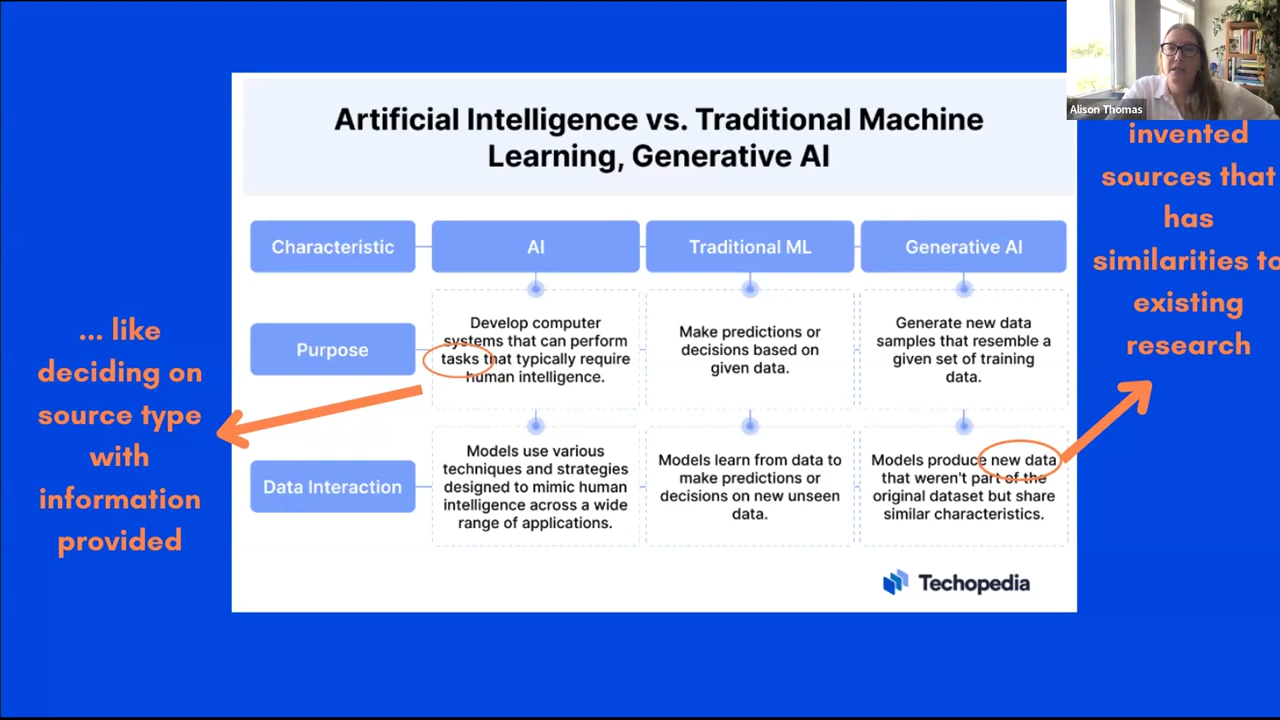 Alison Thomas
Artificial Intelligence vs. Traditional Machine
Learning, Generative AI
Characteristic
AI
Traditional ML
Generative AI
Purpose
Develop computer
systems that can perform
tasks that typically require
human intelligence.
Make predictions or
decisions based on
given data.
Generate new data
samples that resemble a
given set of training
data.
Data Interaction
Models use various
techniques and strategies
designed to mimic human
intelligence across a wide
range of applications.
Models learn from data to
make predictions or
decisions on new unseen
data.
Models produce new data
that weren't part of the
original dataset but share
similar characteristics.
Techopedia
... like
deciding on
source type
with
information
provided
invented
sources that
has
similarities to
existing
research